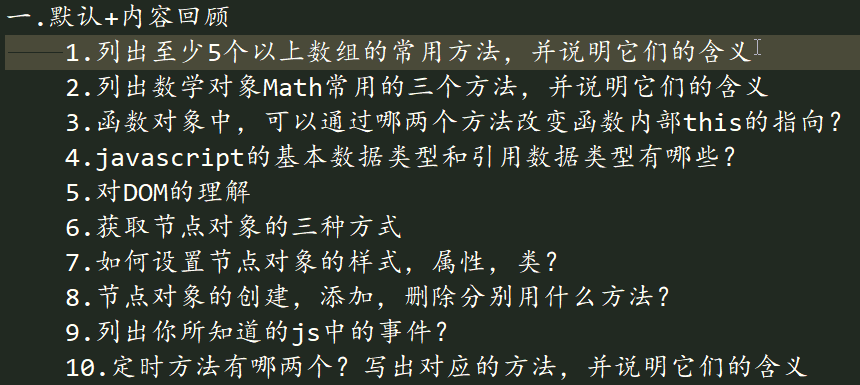 一.默认+内容回顾
1.列出至少5个以上数组的常用方法，并说明它们的含义
2.列出数学对象Math常用的三个方法，并说明它们的含义
3.函数对象中，可以通过哪两个方法改变函数内部this的指向？
4.javascript的基本数据类型和引用数据类型有哪些？
5.对DOM的理解
6.获取节点对象的三种方式
7.如何设置节点对象的样式，属性，类？
8.节点对象的创建，添加，删除分别用什么方法？
9.列出你所知道的js中的事件？
10.定时方法有哪两个？写出对应的方法，并说明它们的含义